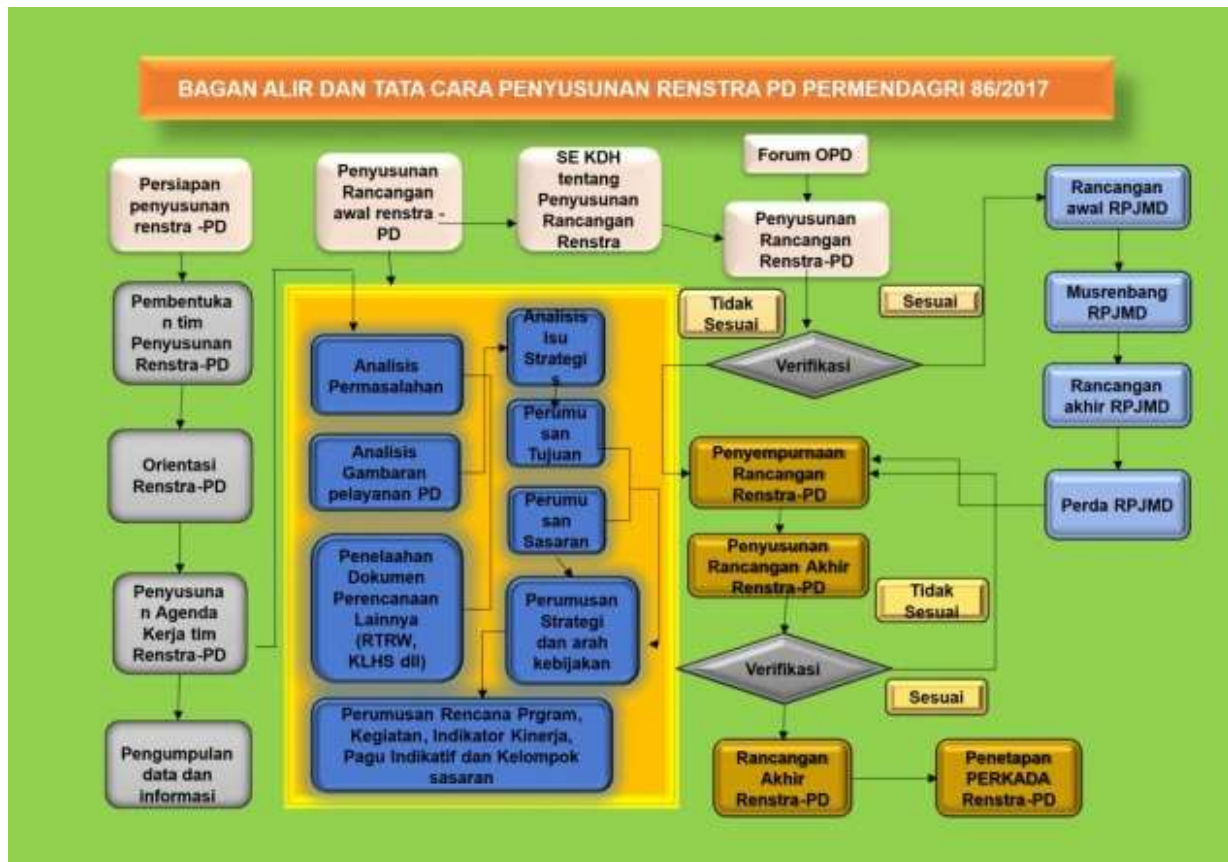 BAGAN ALIR DAN TATA CARA PENYUSUNAN RENSTRA PD PERMENDAGRI 86/2017
Persiapan
penyusunan
renstra -PD
Pembentuka
n tim
Penyusunan
Renstra-PD
Orientasi
Renstra-PD
Penyusuna
n Agenda
Kerja tim
Renstra-PD
Pengumpulan
data dan
informasi
Penyusunan
Rancangan
awal renstra -
PD
SE KDH
tentang
Penyusunan
Rancangan
Renstra
Forum OPD
Penyusunan
Rancangan
Renstra-PD
Analisis
Permasalahan
Analisis
Gambaran
pelayanan PD
Penelaahan
Dokumen
Perencanaan
Lainnya
(RTRW,
KLHS dll)
Analisis
Isu
Strategi
s
Perumu
san
Tujuan
Perumu
san
Sasaran
Perumusan
Strategi
dan arah
kebijakan
Perumusan Rencana Prgram,
Kegiatan, Indikator Kinerja,
Pagu Indikatif dan Kelompok
sasaran
Tidak
Sesuai
Sesuai
Verifikasi
Penyempurnaan
Rancangan
Renstra-PD
Penyusunan
Rancangan Akhir
Renstra-PD
Tidak
Sesuai
Verifikasi
Sesuai
Rancangan
Akhir
Renstra-PD
Penetapan
PERKADA
Renstra-PD
Rancangan
awal RPJMD
Musrenbang
RPJMD
Rancangan
akhir RPJMD
Perda RPJMD